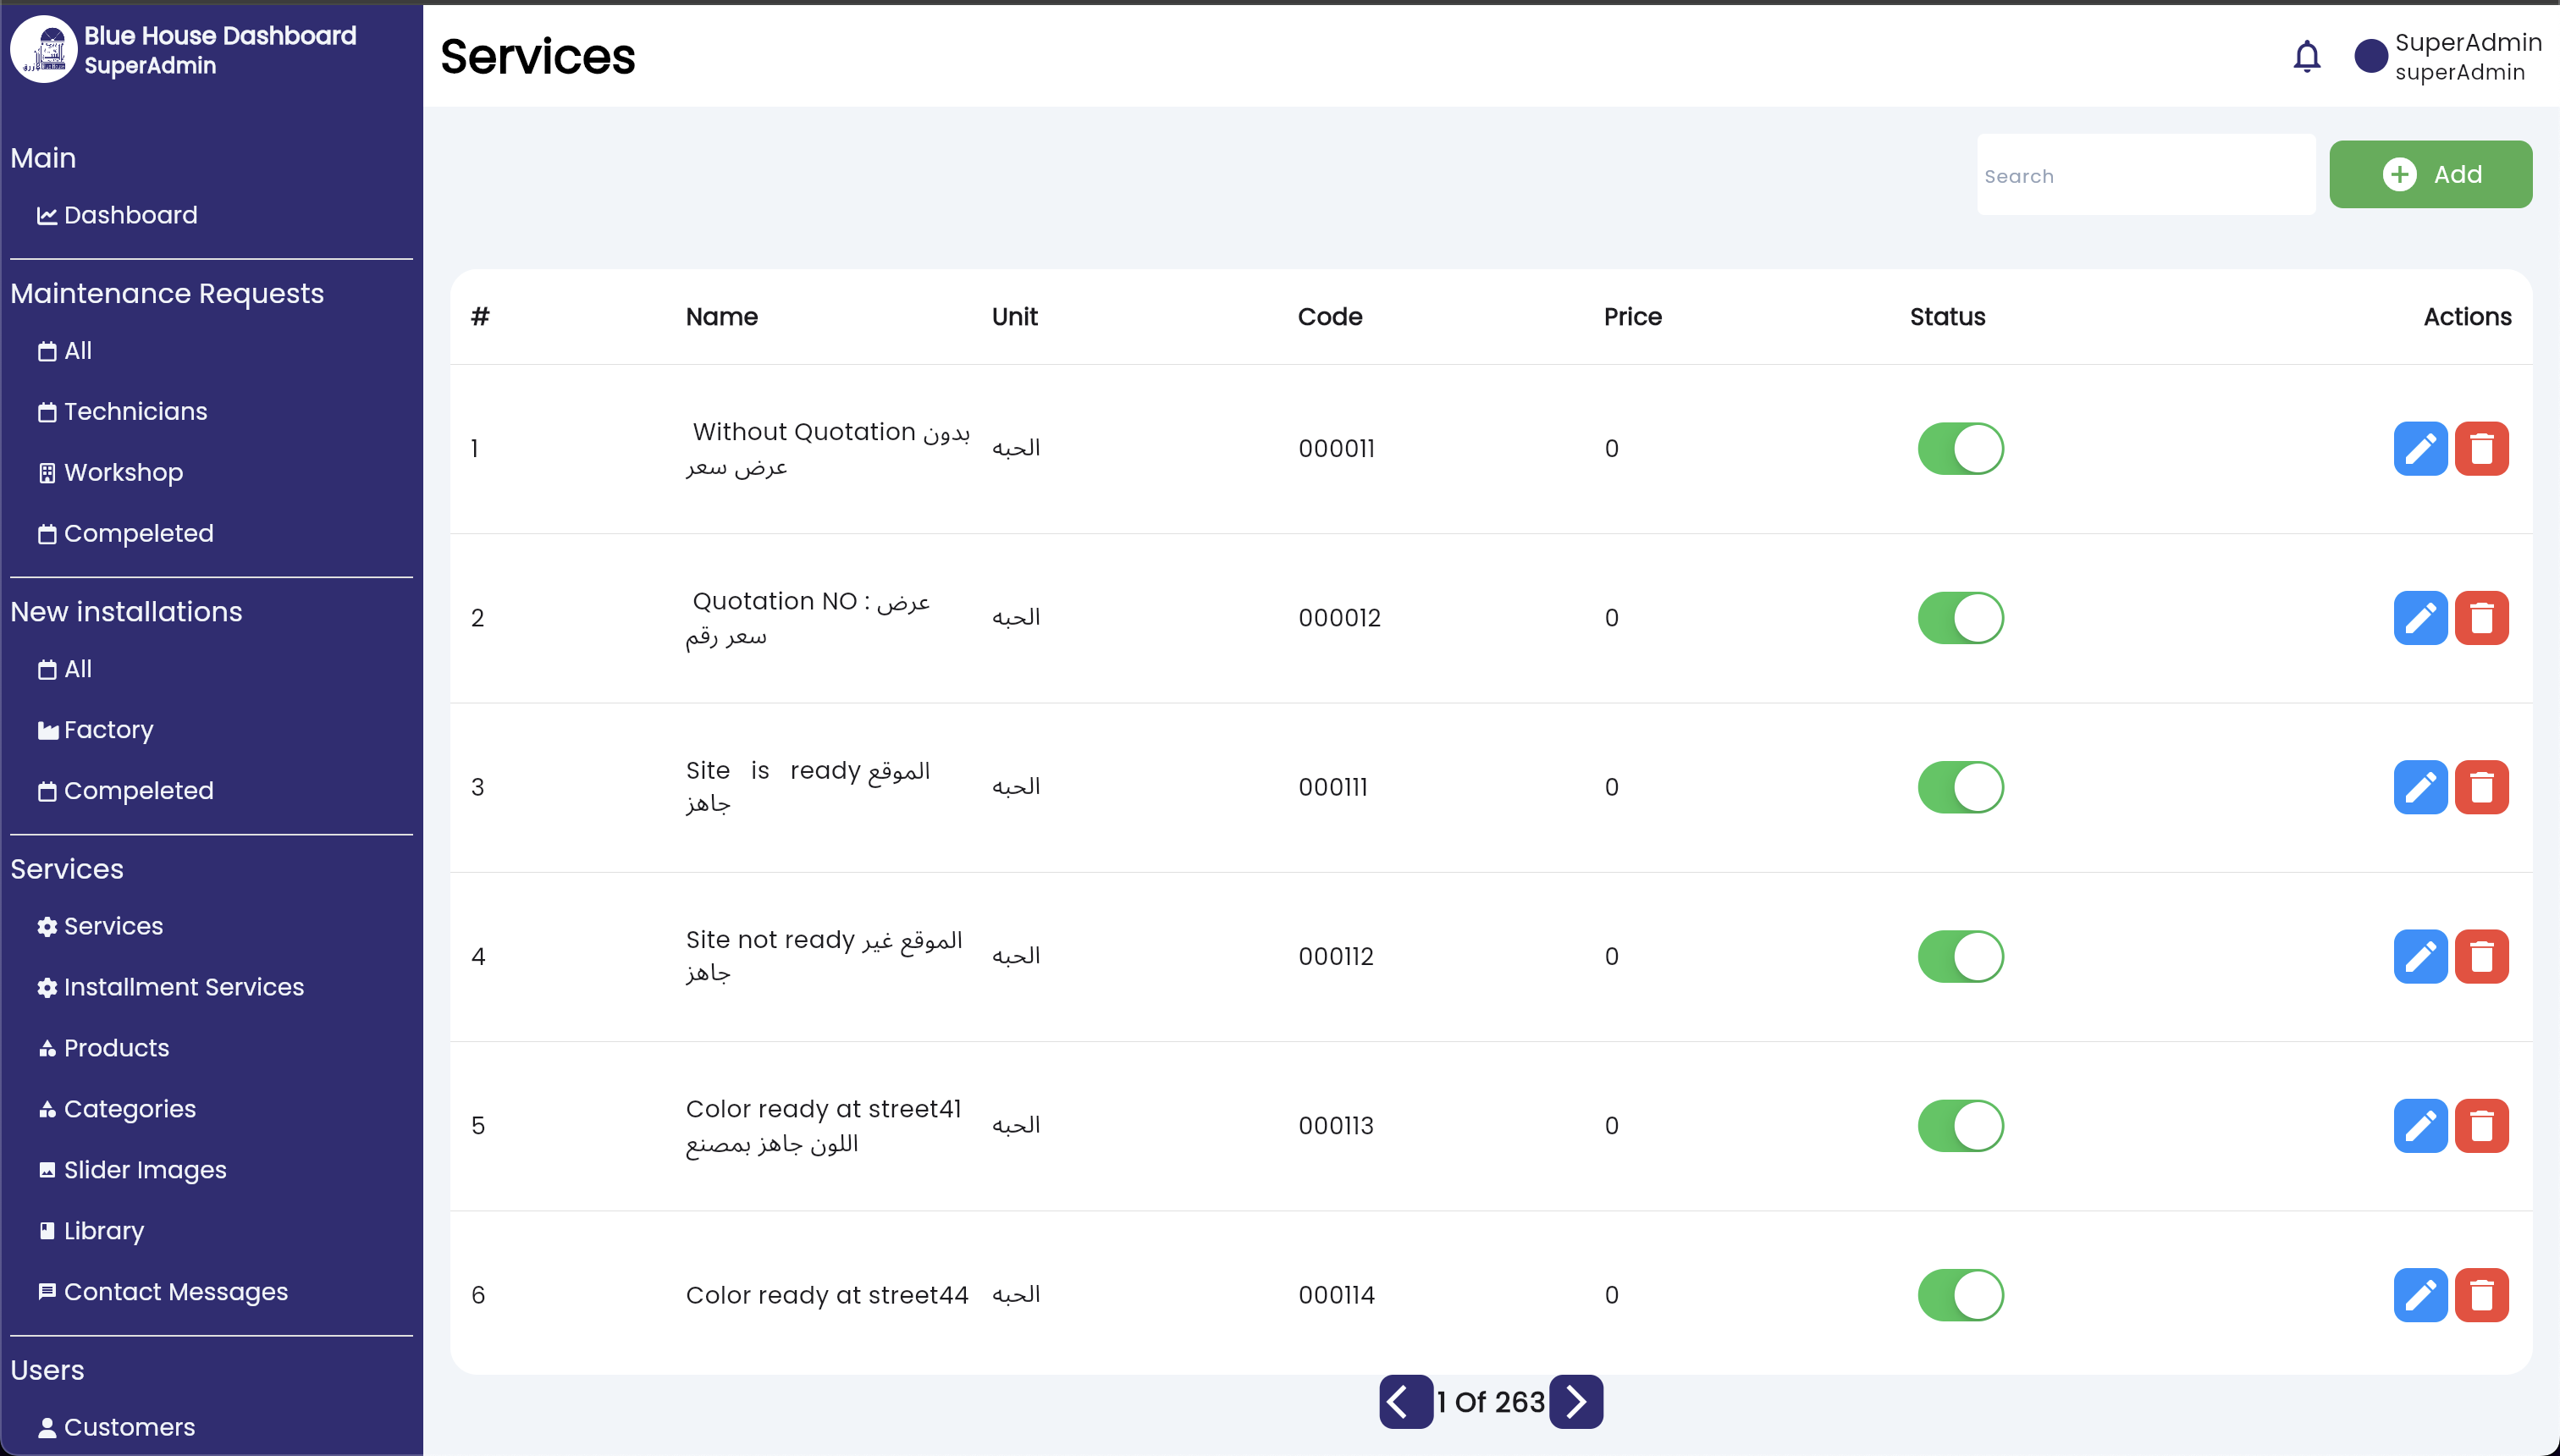 Blue House Dashboard
SuperAdmin
Main
Dashboard
Maintenance Requests
All
Technicians
Workshop
Compeleted
New installations
All
Factory
Compeleted
Services
Services
Installment Services
Products
Categories
Slider Images
Library
Contact Messages
Users
Customers
Services
SuperAdmin
superAdmin
Search
Add
# Name Unit Code Price Status Actions
1 Without Quotation بدون الحبه 000011 0
عرض سعر
2 Quotation NO : عرض الحبه 000012 0
سعر رقم
3 Site is ready الموقع الحبه 000111 0
جاهز
4 Site not ready الموقع غير الحبه 000112 0
جاهز
5 Color ready at street41 الحبه 000113 0
اللون جاهز بمصنع
6 Color ready at street44 الحبه 000114 0
1 Of 263